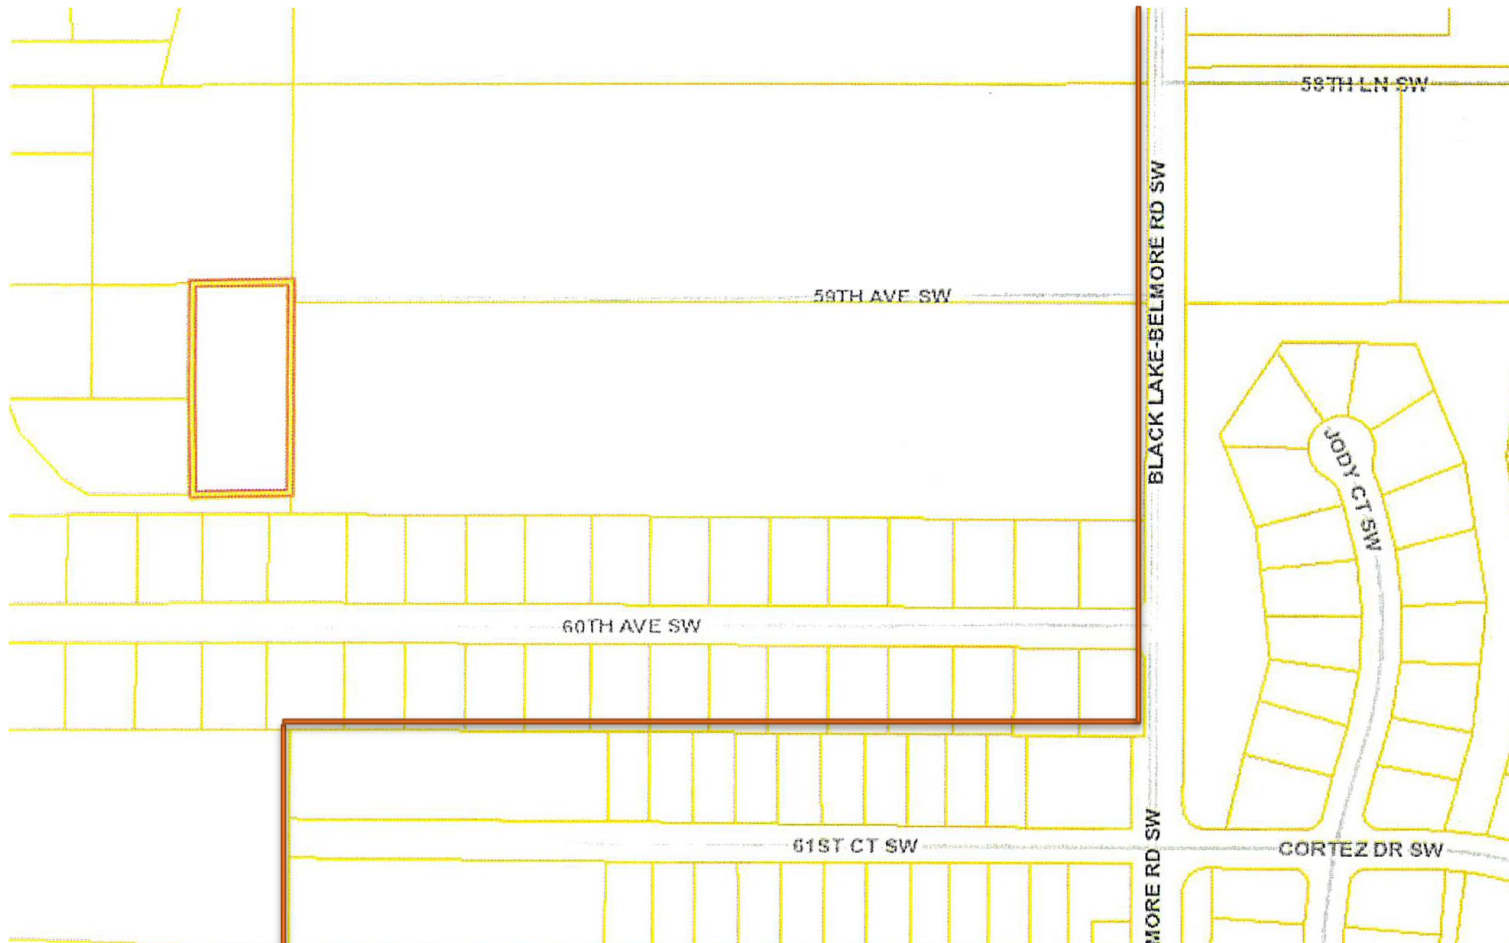 58TH LN SW
BLACK LAKE-BELMORE RD SW
59TH AVE SW
JODY CT SW
60TH AVE SW
61ST CT SW
CORTEZ DR SW
MORE RD SW